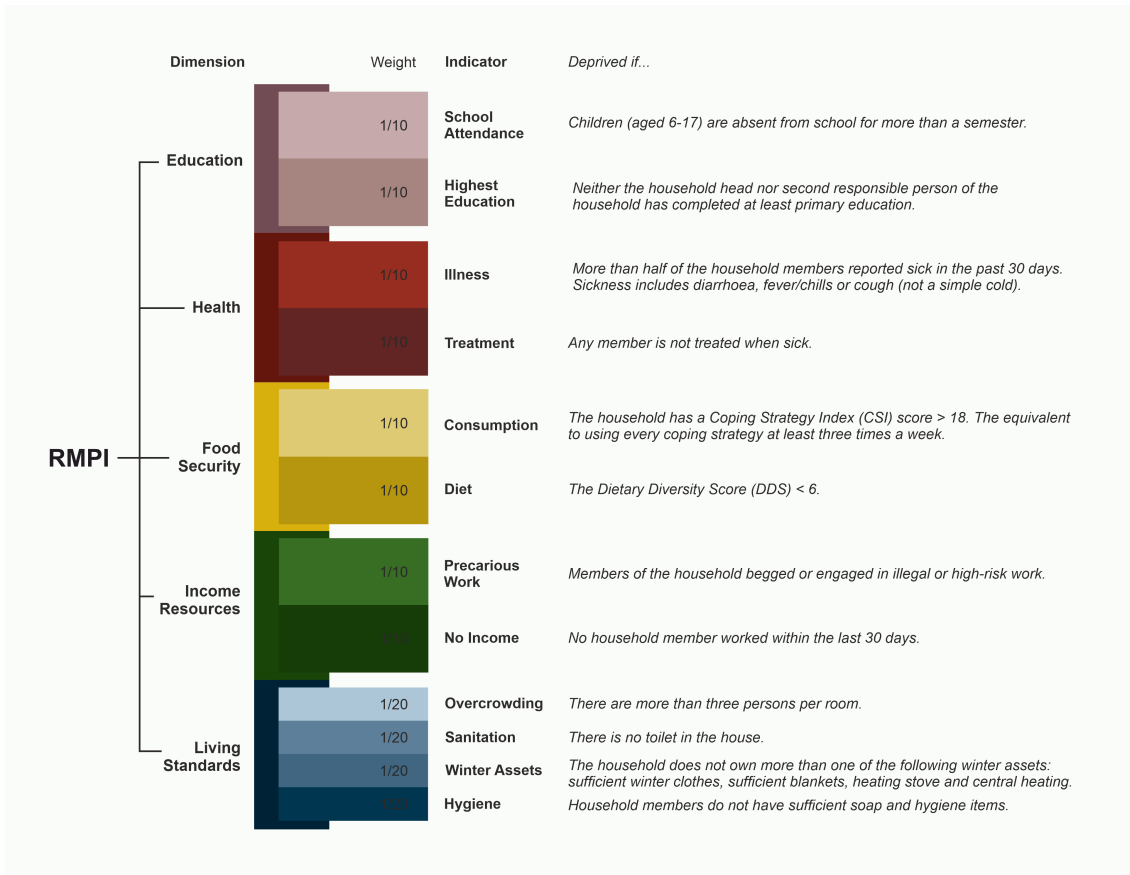 Dimension Weight Indicator Deprived if...
Education
1/10 School
Attendance
Children (aged 6-17) are absent from school for more than a semester.
1/10 Highest
Education
Neither the household head nor second responsible person of the
household has completed at least primary education.
Health
1/10 Illness
More than half of the household members reported sick in the past 30 days.
Sickness includes diarrhoea, fever/chills or cough (not a simple cold).
1/10 Treatment Any member is not treated when sick.
RMPI
Food
Security
1/10 Consumption
The household has a Coping Strategy Index (CSI) score > 18. The equivalent
to using every coping strategy at least three times a week.
1/10 Diet The Dietary Diversity Score (DDS) < 6.
Income
Resources
1/10 Precarious
Work
Members of the household begged or engaged in illegal or high-risk work.
No Income No household member worked within the last 30 days.
Living
Standards
1/20 Overcrowding There are more than three persons per room.
1/20 Sanitation There is no toilet in the house.
1/20 Winter Assets
The household does not own more than one of the following winter assets:
sufficient winter clothes, sufficient blankets, heating stove and central heating.
Hygiene Household members do not have sufficient soap and hygiene items.